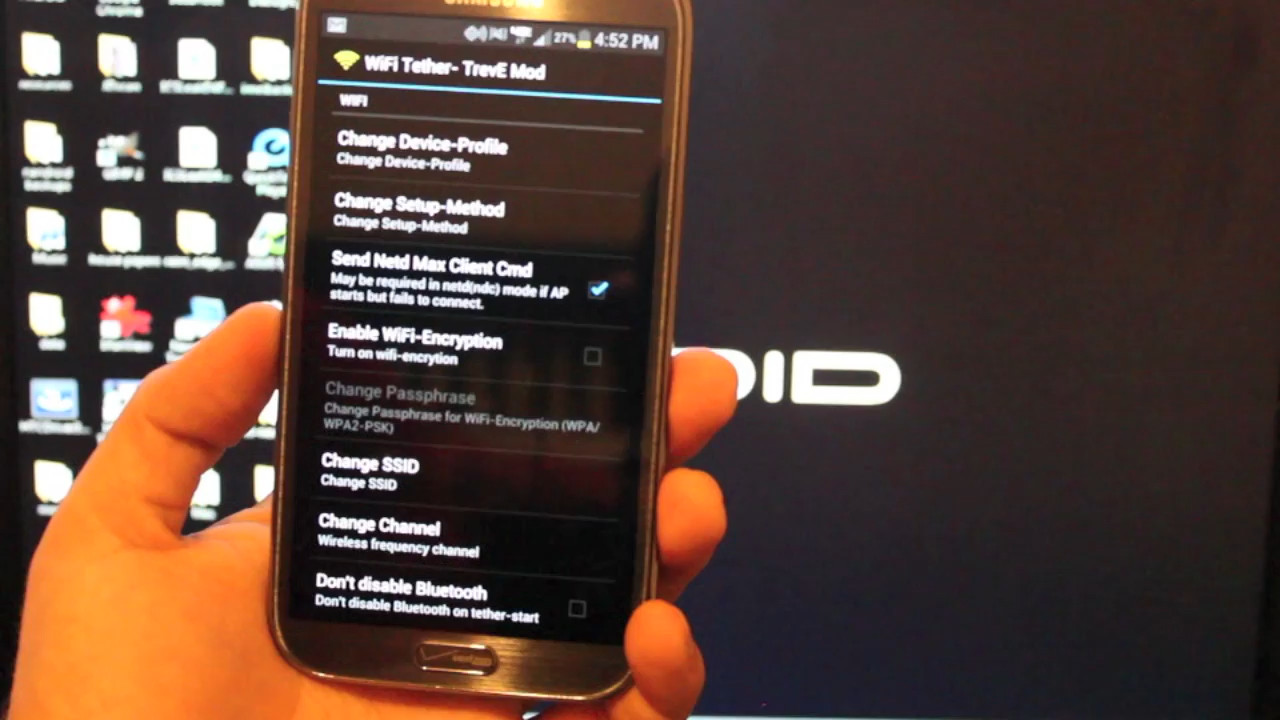 SAMSUNG
27% 4:52 PM
WiFi Tether- TrevE Mod
WIFI
Change Device-Profile
Change Device-Profile
Change Setup-Method
Change Setup-Method
Send Netd Max Client Cmd
May be required in netd(ndc) mode if AP
starts but fails to connect.
Enable WiFi-Encryption
Turn on wifi-encrytion
Change Passphrase
Change Passphrase for WiFi-Encryption (WPA/
WPA2-PSK)
Change SSID
Change SSID
Change Channel
Wireless frequency channel
Don't disable Bluetooth
Don't disable Bluetooth on tether-start
verizon
OID